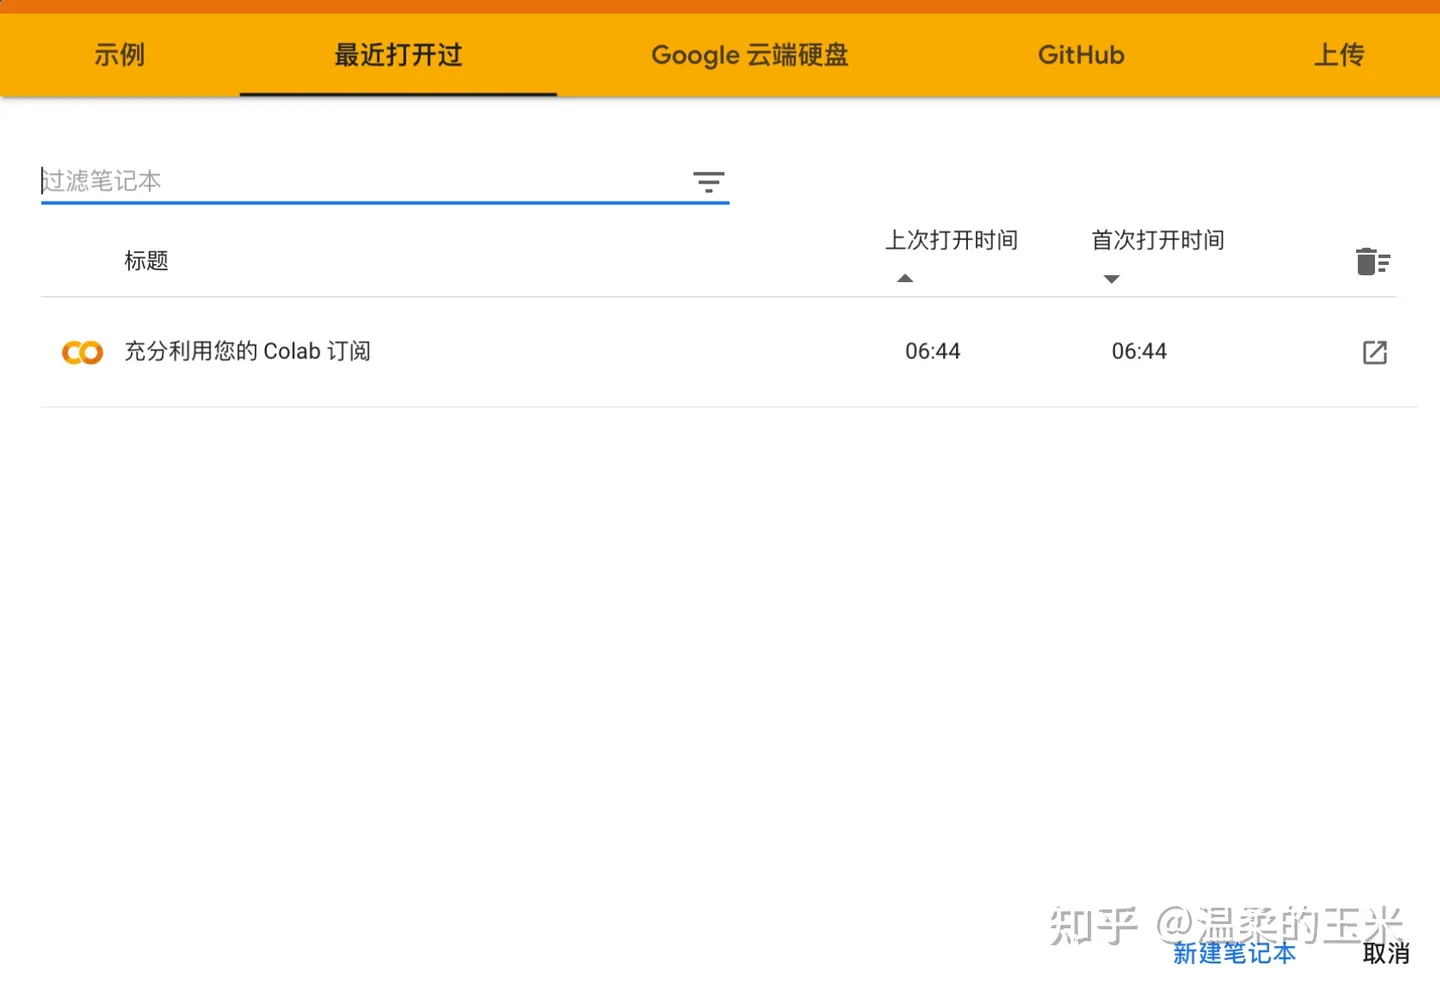 示例 最近打开过 Google 云端硬盘 GitHub 上传
过滤笔记本
标题 上次打开时间 首次打开时间
充分利用您的 Colab 订阅 06:44 06:44
知乎 @温柔的玉米
新建笔记本 取消